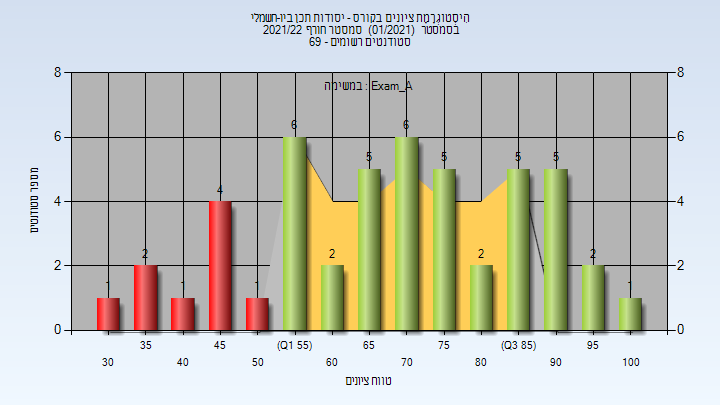 היסטוגרמת ציונים בקורס - יסודות תכן ביו-חשמלי
בסמסטר (01/2021) סמסטר חורף 2021/22
סטודנטים רשומים - 69
במשימה : Exam_A
מספר סטודנטים
8 8
6 6
4 4
2 2
0 0
1 2 1 4 1 6 2 5 6 5 2 5 5 2 1
35 45 (Q1 55) 65 75 (Q3 85) 95
30 40 50 60 70 80 90 100
טווח ציונים